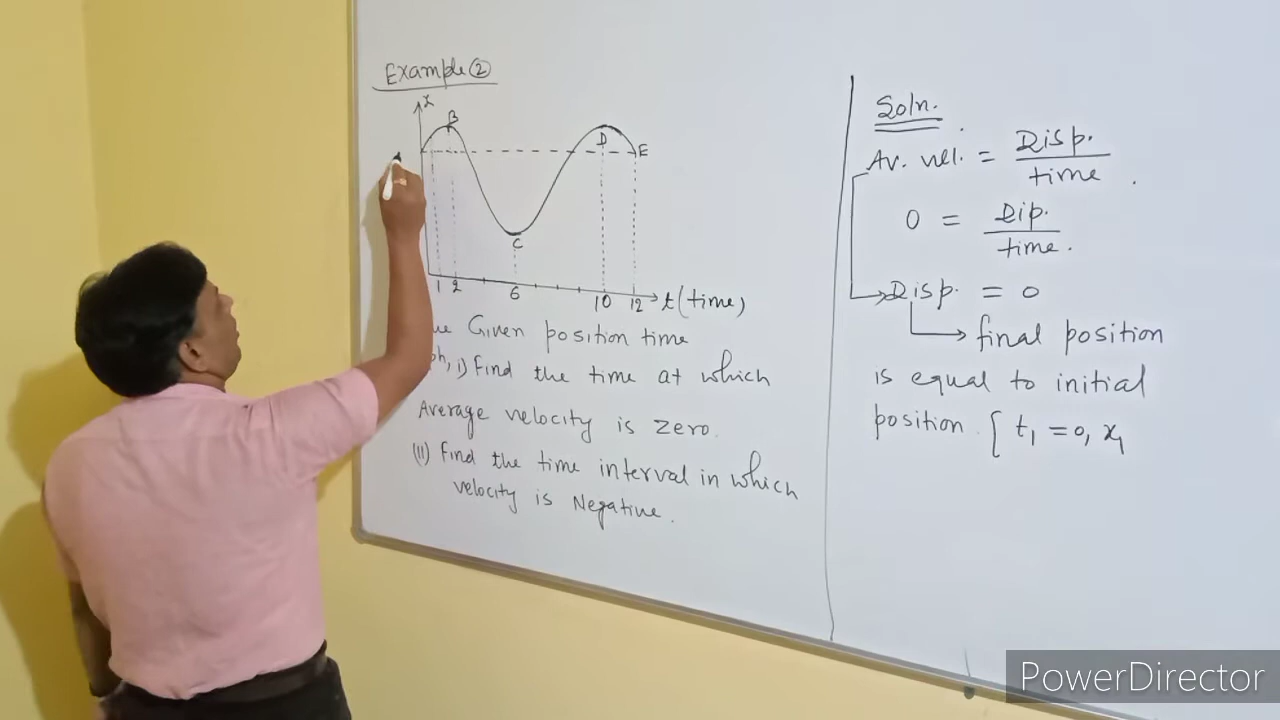 Example ②
x
B
D
E
C
1 2 6 10 12 t (time)
Given position time
i) Find the time at which
Average velocity is zero.
(II) Find the time interval in which
velocity is Negative.
Soln.
Av. vel. = Disp. / time
0 = Dip. / time.
Disp. = 0
final position
is equal to initial
position. { t₁ = 0, x₁
PowerDirector